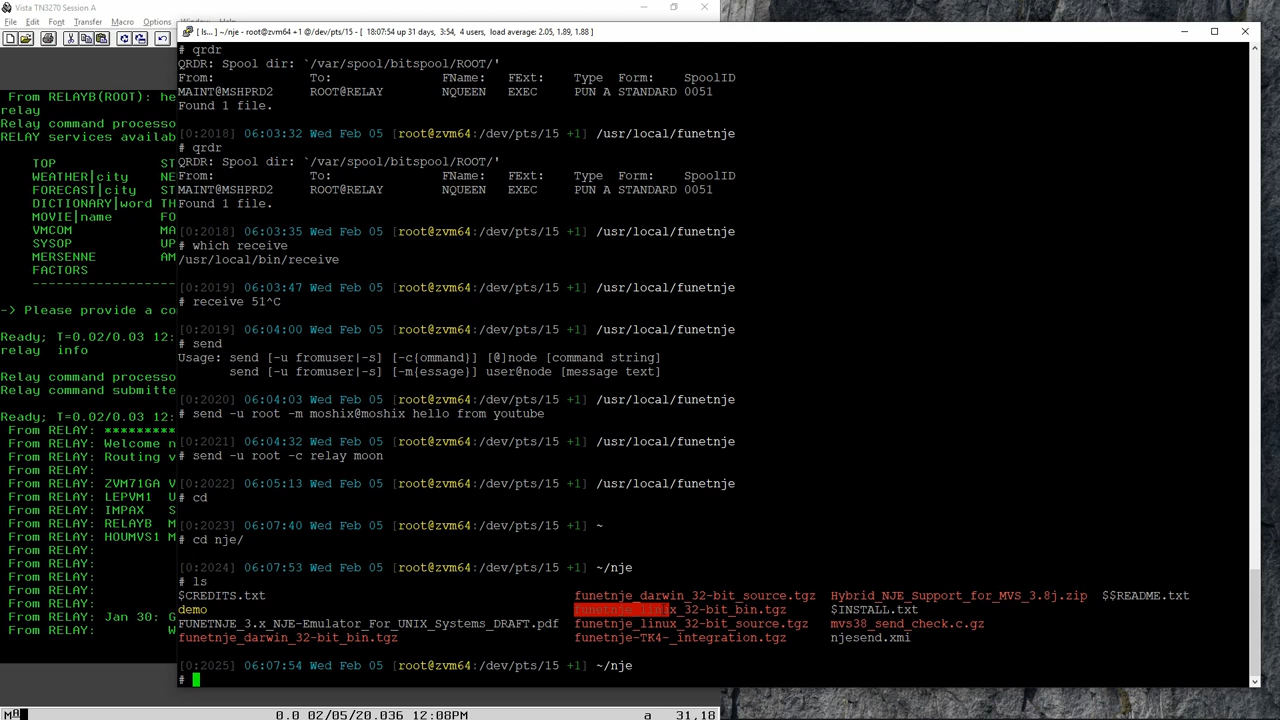 Vista TN3270 Session A
File Edit Font Transfer Macro Options
[ ls... ] ~/nje - root@zvm64 +1 @/dev/pts/15 - ( 18:07:54 up 31 days, 3:54, 4 users, load average: 2.05, 1.89, 1.88 )
From RELAYB(ROOT): he
relay
Relay command processo
RELAY services availab
TOP ST
WEATHER|city NE
FORECAST|city ST
DICTIONARY|word TH
MOVIE|name FO
VMCOM MA
SYSOP UP
MERSENNE AM
FACTORS
-> Please provide a co
Ready; T=0.02/0.03 12:
relay info
Relay command processo
Relay command submitte
Ready; T=0.02/0.03 12:
From RELAY: **********
From RELAY: Welcome n
From RELAY: Routing v
From RELAY:
From RELAY: ZVM71GA V
From RELAY: LEPVM1 U
From RELAY: IMPAX S
From RELAY: RELAYB M
From RELAY: HOUMVS1 M
From RELAY:
From RELAY:
From RELAY:
From RELAY:
From RELAY:
From RELAY: Jan 30: G
From RELAY:
From RELAY:
# qrdr
QRDR: Spool dir: `/var/spool/bitspool/ROOT/'
From: To: FName: FExt: Type Form: SpoolID
MAINT@MSHPRD2 ROOT@RELAY NQUEEN EXEC PUN A STANDARD 0051
Found 1 file.
[0:2018] 06:03:32 Wed Feb 05 [root@zvm64:/dev/pts/15 +1] /usr/local/funetnje
# qrdr
QRDR: Spool dir: `/var/spool/bitspool/ROOT/'
From: To: FName: FExt: Type Form: SpoolID
MAINT@MSHPRD2 ROOT@RELAY NQUEEN EXEC PUN A STANDARD 0051
Found 1 file.
[0:2018] 06:03:35 Wed Feb 05 [root@zvm64:/dev/pts/15 +1] /usr/local/funetnje
# which receive
/usr/local/bin/receive
[0:2019] 06:03:47 Wed Feb 05 [root@zvm64:/dev/pts/15 +1] /usr/local/funetnje
# receive 51^C
[0:2019] 06:04:00 Wed Feb 05 [root@zvm64:/dev/pts/15 +1] /usr/local/funetnje
# send
Usage: send [-u fromuser|-s] [-c{ommand}] [@]node [command string]
send [-u fromuser|-s] [-m{essage}] user@node [message text]
[0:2020] 06:04:03 Wed Feb 05 [root@zvm64:/dev/pts/15 +1] /usr/local/funetnje
# send -u root -m moshix@moshix hello from youtube
[0:2021] 06:04:32 Wed Feb 05 [root@zvm64:/dev/pts/15 +1] /usr/local/funetnje
# send -u root -c relay moon
[0:2022] 06:05:13 Wed Feb 05 [root@zvm64:/dev/pts/15 +1] /usr/local/funetnje
# cd
[0:2023] 06:07:40 Wed Feb 05 [root@zvm64:/dev/pts/15 +1] ~
# cd nje/
[0:2024] 06:07:53 Wed Feb 05 [root@zvm64:/dev/pts/15 +1] ~/nje
# ls
$CREDITS.txt funetnje_darwin_32-bit_source.tgz Hybrid_NJE_Support_for_MVS_3.8j.zip $$README.txt
demo funetnje_linux_32-bit_bin.tgz $INSTALL.txt
FUNETNJE_3.x_NJE-Emulator_For_UNIX_Systems_DRAFT.pdf funetnje_linux_32-bit_source.tgz mvs38_send_check.c.gz
funetnje_darwin_32-bit_bin.tgz funetnje-TK4-_integration.tgz njesend.xmi
[0:2025] 06:07:54 Wed Feb 05 [root@zvm64:/dev/pts/15 +1] ~/nje
#
0.0 02/05/20.036 12:08PM a 31,18